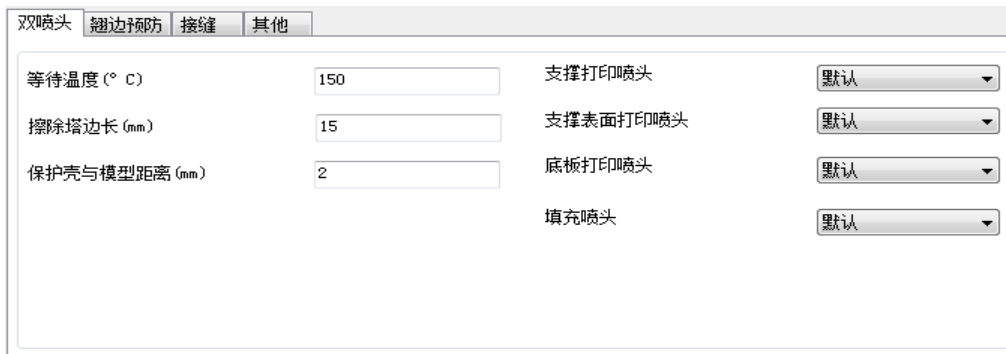 双喷头 翘边预防 接缝 其他
等待温度(° C) 150 支撑打印喷头 默认
擦除塔边长(mm) 15 支撑表面打印喷头 默认
保护壳与模型距离(mm) 2 底板打印喷头 默认
填充喷头 默认